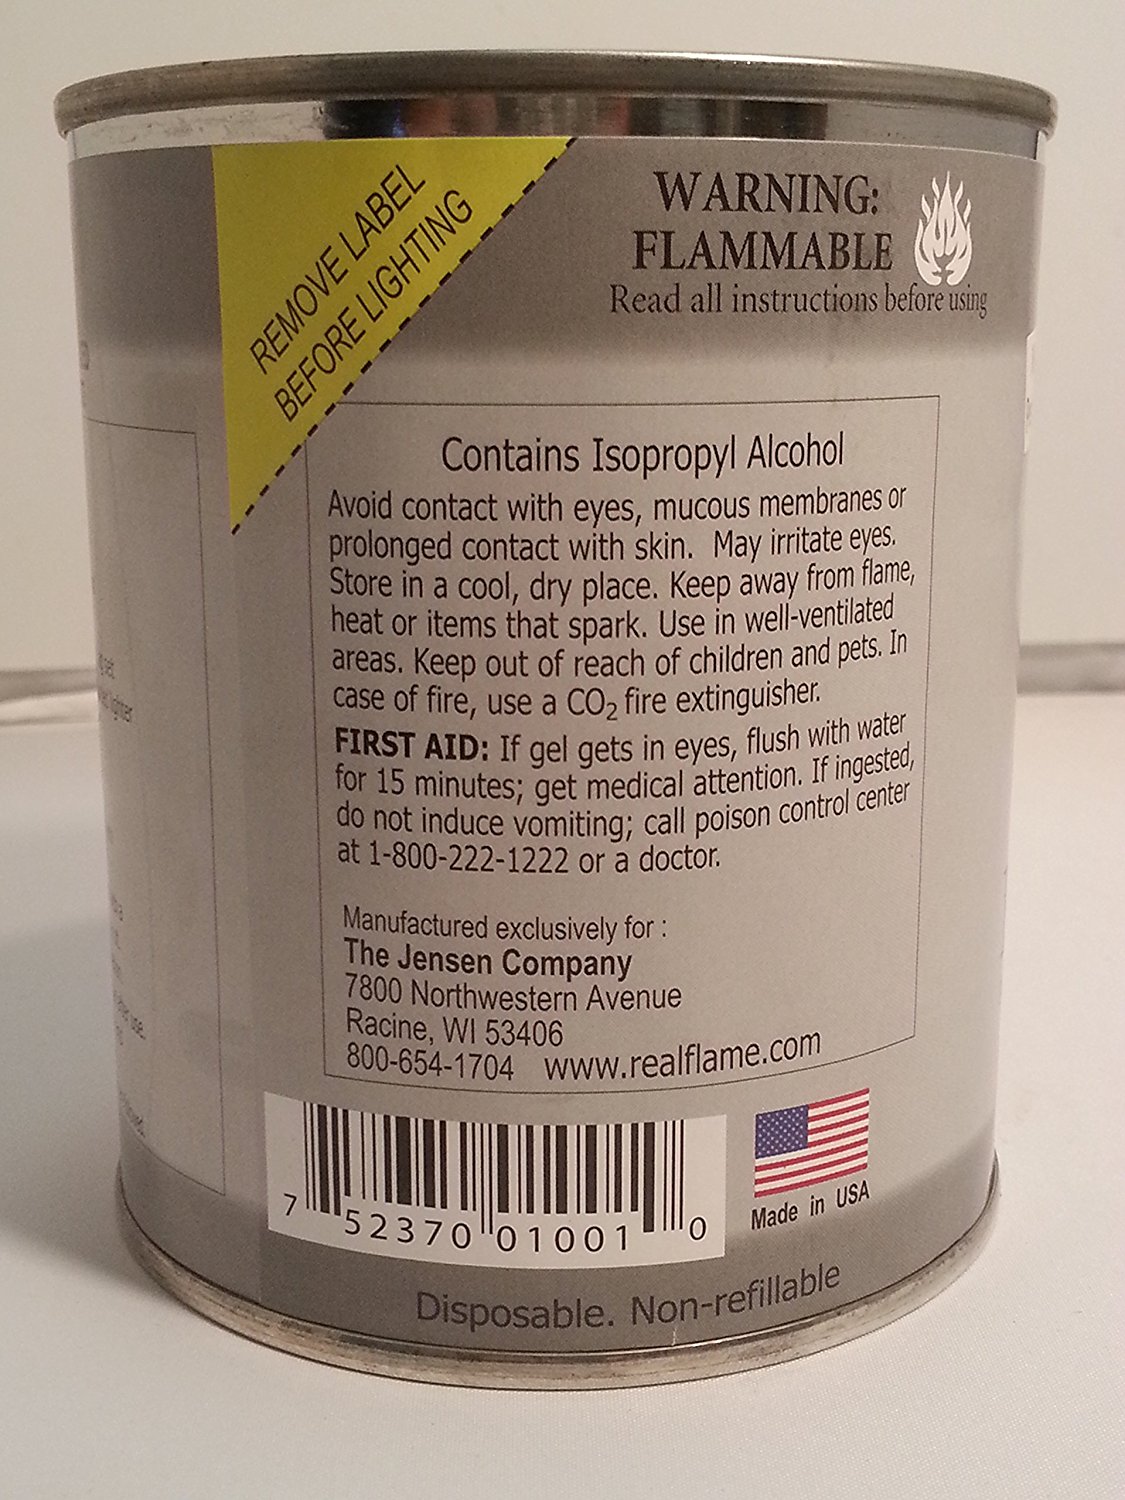 REMOVE LABEL
BEFORE LIGHTING
WARNING:
FLAMMABLE
Read all instructions before using
Contains Isopropyl Alcohol
Avoid contact with eyes, mucous membranes or
prolonged contact with skin. May irritate eyes.
Store in a cool, dry place. Keep away from flame,
heat or items that spark. Use in well-ventilated
areas. Keep out of reach of children and pets. In
case of fire, use a CO₂ fire extinguisher.
FIRST AID: If gel gets in eyes, flush with water
for 15 minutes; get medical attention. If ingested,
do not induce vomiting; call poison control center
at 1-800-222-1222 or a doctor.
Manufactured exclusively for :
The Jensen Company
7800 Northwestern Avenue
Racine, WI 53406
800-654-1704 www.realflame.com
7 52370 01001 0
Made in USA
Disposable. Non-refillable
lighter
use.